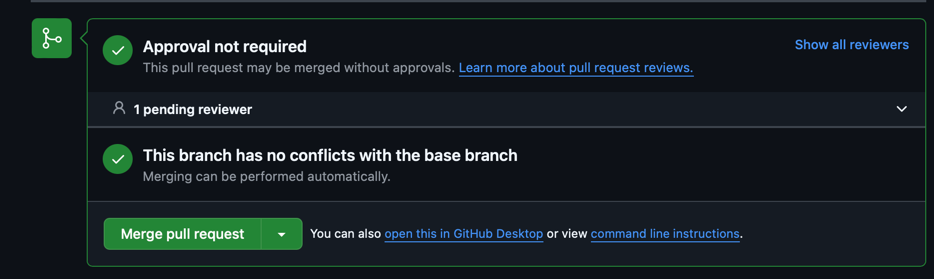 Approval not required
Show all reviewers
This pull request may be merged without approvals. Learn more about pull request reviews.
1 pending reviewer
This branch has no conflicts with the base branch
Merging can be performed automatically.
Merge pull request
You can also open this in GitHub Desktop or view command line instructions.